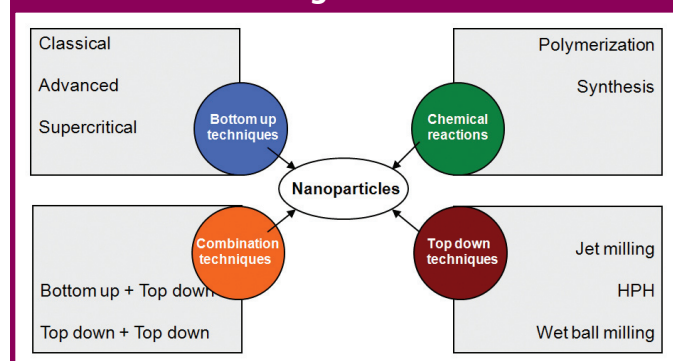 Classical
Advanced
Supercritical
Bottom up
techniques
Polymerization
Synthesis
Chemical
reactions
Nanoparticles
Combination
techniques
Bottom up + Top down
Top down + Top down
Top down
techniques
Jet milling
HPH
Wet ball milling